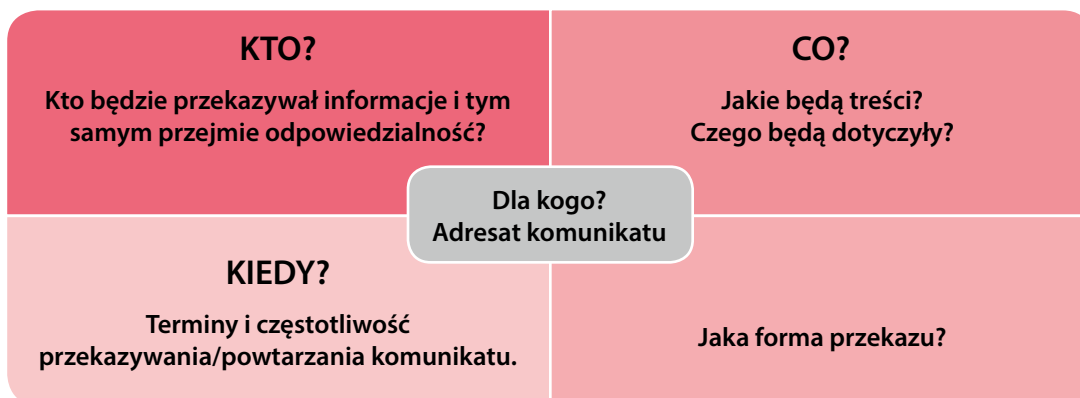 KTO?
Kto będzie przekazywał informacje i tym
samym przejmie odpowiedzialność?
CO?
Jakie będą treści?
Czego będą dotyczyły?
Dla kogo?
Adresat komunikatu
KIEDY?
Terminy i częstotliwość
przekazywania/powtarzania komunikatu.
Jaka forma przekazu?